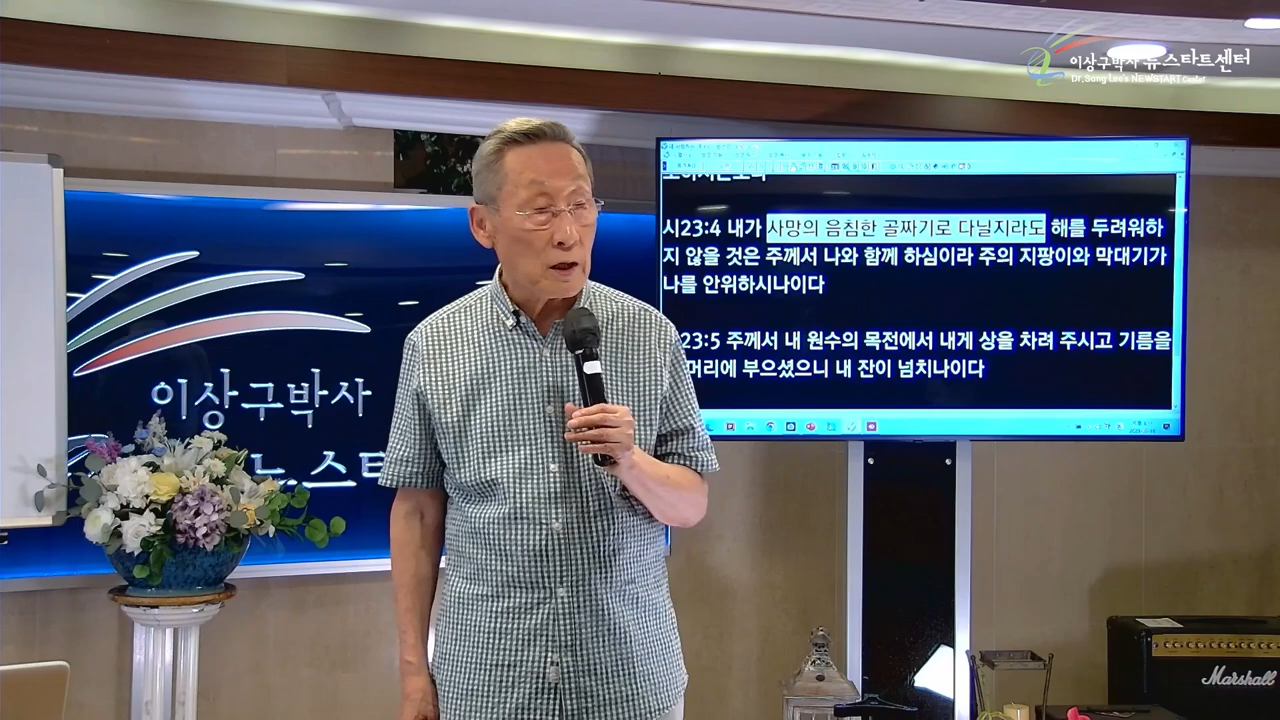 이상구박사 뉴스타트센터
Dr. Sang Lee's NEWSTART Center
시23:4 내가 사망의 음침한 골짜기로 다닐지라도 해를 두려워하
지 않을 것은 주께서 나와 함께 하심이라 주의 지팡이와 막대기가
나를 안위하시나이다
23:5 주께서 내 원수의 목전에서 내게 상을 차려 주시고 기름을
머리에 부으셨으니 내 잔이 넘치나이다
이상구박사
뉴스타
Marshall